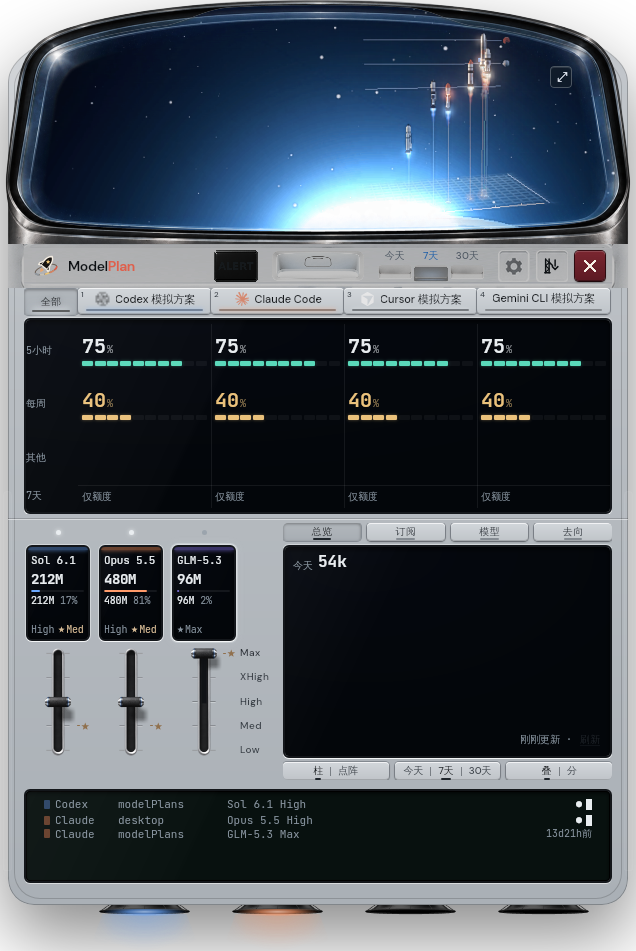 ModelPlan
ALERT
今天 7天 30天
全部
1 Codex 模拟方案
2 Claude Code
3 Cursor 模拟方案
4 Gemini CLI 模拟方案
5小时 75% 75% 75% 75%
每周 40% 40% 40% 40%
其他
7天 仅额度 仅额度 仅额度 仅额度
总览 订阅 模型 去向
Sol 6.1
212M
212M 17%
High ★Med
Opus 5.5
480M
480M 81%
High ★Med
GLM-5.3
96M
96M 2%
★Max
★ Max
XHigh
High
★ ★ Med
Low
今天 54k
刚刚更新 · 刷新
柱 | 点阵
今天 | 7天 | 30天
叠 | 分
Codex modelPlans Sol 6.1 High
Claude desktop Opus 5.5 High
Claude modelPlans GLM-5.3 Max 13d21h前